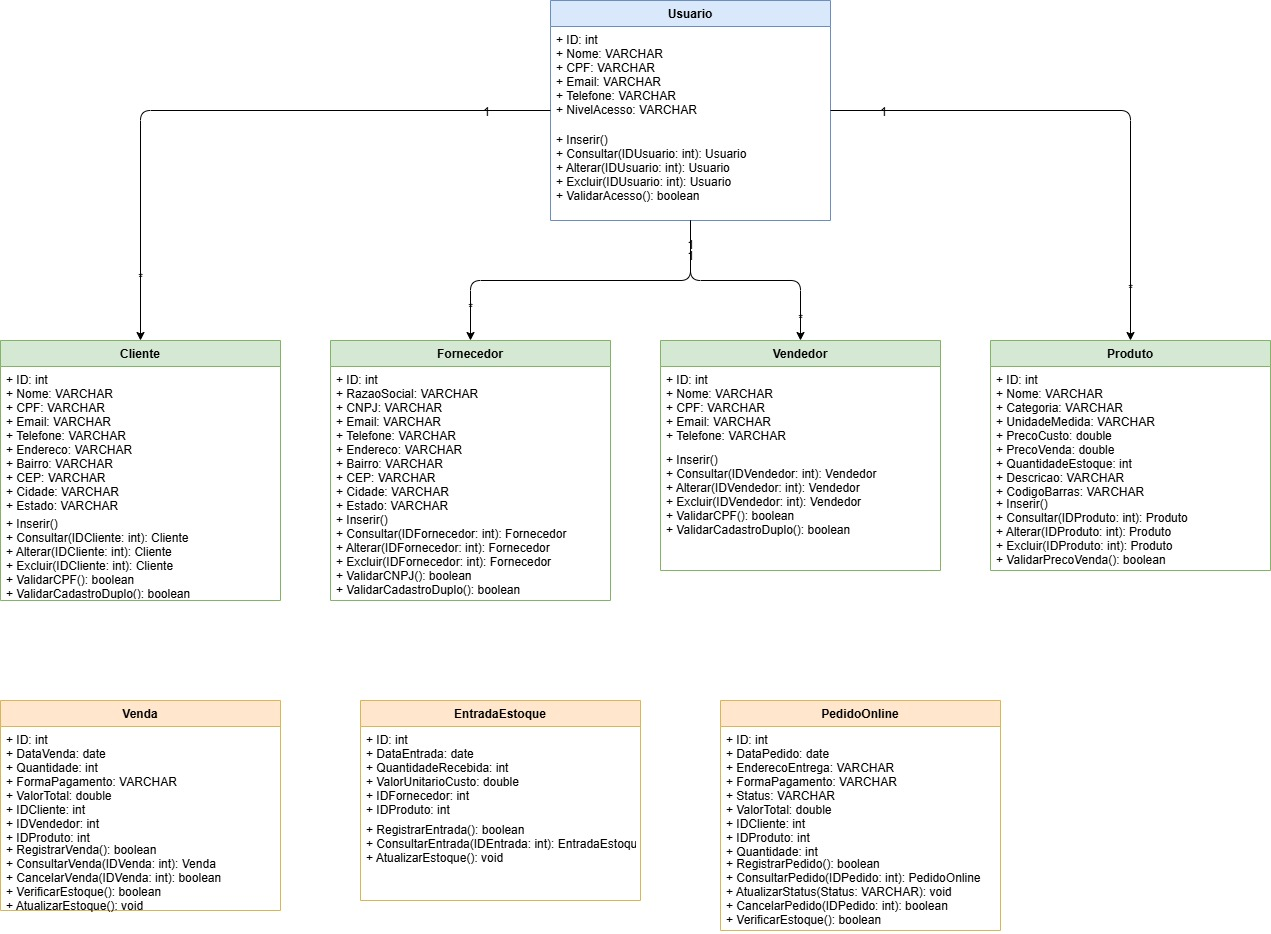 Usuario
+ ID: int
+ Nome: VARCHAR
+ CPF: VARCHAR
+ Email: VARCHAR
+ Telefone: VARCHAR
+ NivelAcesso: VARCHAR
+ Inserir()
+ Consultar(IDUsuario: int): Usuario
+ Alterar(IDUsuario: int): Usuario
+ Excluir(IDUsuario: int): Usuario
+ ValidarAcesso(): boolean
1
1
1
1
*
*
*
*
Cliente
+ ID: int
+ Nome: VARCHAR
+ CPF: VARCHAR
+ Email: VARCHAR
+ Telefone: VARCHAR
+ Endereco: VARCHAR
+ Bairro: VARCHAR
+ CEP: VARCHAR
+ Cidade: VARCHAR
+ Estado: VARCHAR
+ Inserir()
+ Consultar(IDCliente: int): Cliente
+ Alterar(IDCliente: int): Cliente
+ Excluir(IDCliente: int): Cliente
+ ValidarCPF(): boolean
+ ValidarCadastroDuplo(): boolean
Fornecedor
+ ID: int
+ RazaoSocial: VARCHAR
+ CNPJ: VARCHAR
+ Email: VARCHAR
+ Telefone: VARCHAR
+ Endereco: VARCHAR
+ Bairro: VARCHAR
+ CEP: VARCHAR
+ Cidade: VARCHAR
+ Estado: VARCHAR
+ Inserir()
+ Consultar(IDFornecedor: int): Fornecedor
+ Alterar(IDFornecedor: int): Fornecedor
+ Excluir(IDFornecedor: int): Fornecedor
+ ValidarCNPJ(): boolean
+ ValidarCadastroDuplo(): boolean
Vendedor
+ ID: int
+ Nome: VARCHAR
+ CPF: VARCHAR
+ Email: VARCHAR
+ Telefone: VARCHAR
+ Inserir()
+ Consultar(IDVendedor: int): Vendedor
+ Alterar(IDVendedor: int): Vendedor
+ Excluir(IDVendedor: int): Vendedor
+ ValidarCPF(): boolean
+ ValidarCadastroDuplo(): boolean
Produto
+ ID: int
+ Nome: VARCHAR
+ Categoria: VARCHAR
+ UnidadeMedida: VARCHAR
+ PrecoCusto: double
+ PrecoVenda: double
+ QuantidadeEstoque: int
+ Descricao: VARCHAR
+ CodigoBarras: VARCHAR
+ Inserir()
+ Consultar(IDProduto: int): Produto
+ Alterar(IDProduto: int): Produto
+ Excluir(IDProduto: int): Produto
+ ValidarPrecoVenda(): boolean
Venda
+ ID: int
+ DataVenda: date
+ Quantidade: int
+ FormaPagamento: VARCHAR
+ ValorTotal: double
+ IDCliente: int
+ IDVendedor: int
+ IDProduto: int
+ RegistrarVenda(): boolean
+ ConsultarVenda(IDVenda: int): Venda
+ CancelarVenda(IDVenda: int): boolean
+ VerificarEstoque(): boolean
+ AtualizarEstoque(): void
EntradaEstoque
+ ID: int
+ DataEntrada: date
+ QuantidadeRecebida: int
+ ValorUnitarioCusto: double
+ IDFornecedor: int
+ IDProduto: int
+ RegistrarEntrada(): boolean
+ ConsultarEntrada(IDEntrada: int): EntradaEstoqu
+ AtualizarEstoque(): void
PedidoOnline
+ ID: int
+ DataPedido: date
+ EnderecoEntrega: VARCHAR
+ FormaPagamento: VARCHAR
+ Status: VARCHAR
+ ValorTotal: double
+ IDCliente: int
+ IDProduto: int
+ Quantidade: int
+ RegistrarPedido(): boolean
+ ConsultarPedido(IDPedido: int): PedidoOnline
+ AtualizarStatus(Status: VARCHAR): void
+ CancelarPedido(IDPedido: int): boolean
+ VerificarEstoque(): boolean